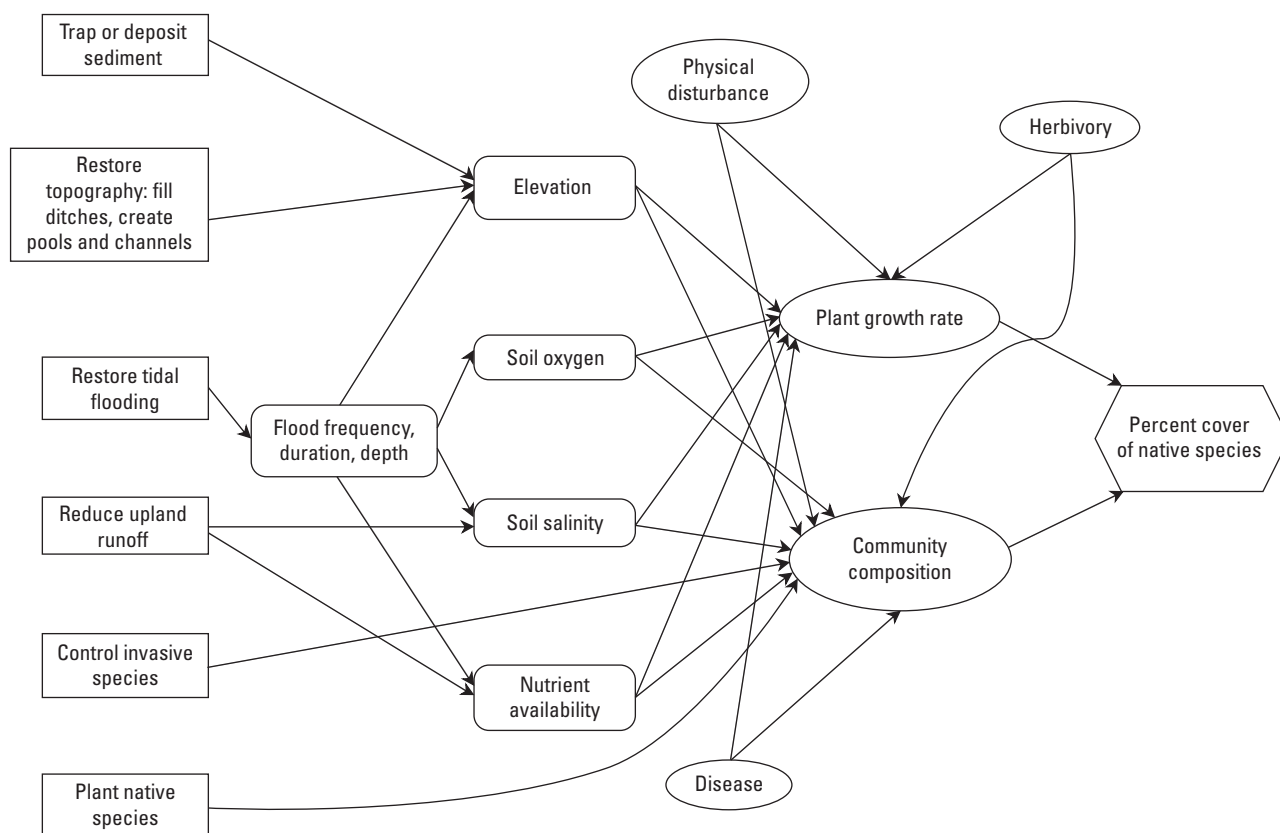 Trap or deposit
sediment
Physical
disturbance
Herbivory
Restore
topography: fill
ditches, create
pools and channels
Elevation
Plant growth rate
Restore tidal
flooding
Soil oxygen
Flood frequency,
duration, depth
Percent cover
of native species
Reduce upland
runoff
Soil salinity
Community
composition
Control invasive
species
Nutrient
availability
Plant native
species
Disease